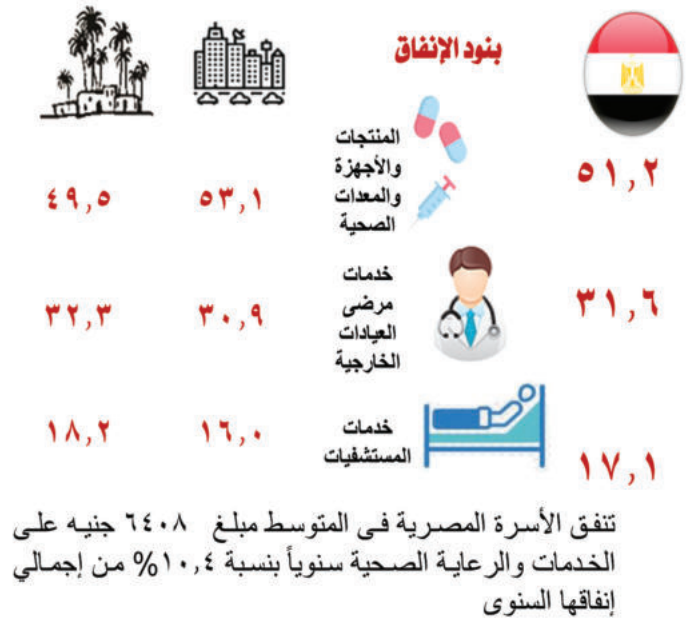 بنود الإنفاق
المنتجات
والأجهزة
والمعدات
الصحية
٥١,٢
٥٣,١
٤٩,٥
خدمات
مرضى
العيادات
الخارجية
٣١,٦
٣٠,٩
٣٢,٣
خدمات
المستشفيات
١٧,١
١٦,٠
١٨,٢
تنفق الأسرة المصرية فى المتوسط مبلغ ٦٤٠٨ جنيه على
الخدمات والرعاية الصحية سنوياً بنسبة ١٠,٤% من إجمالي
إنفاقها السنوى